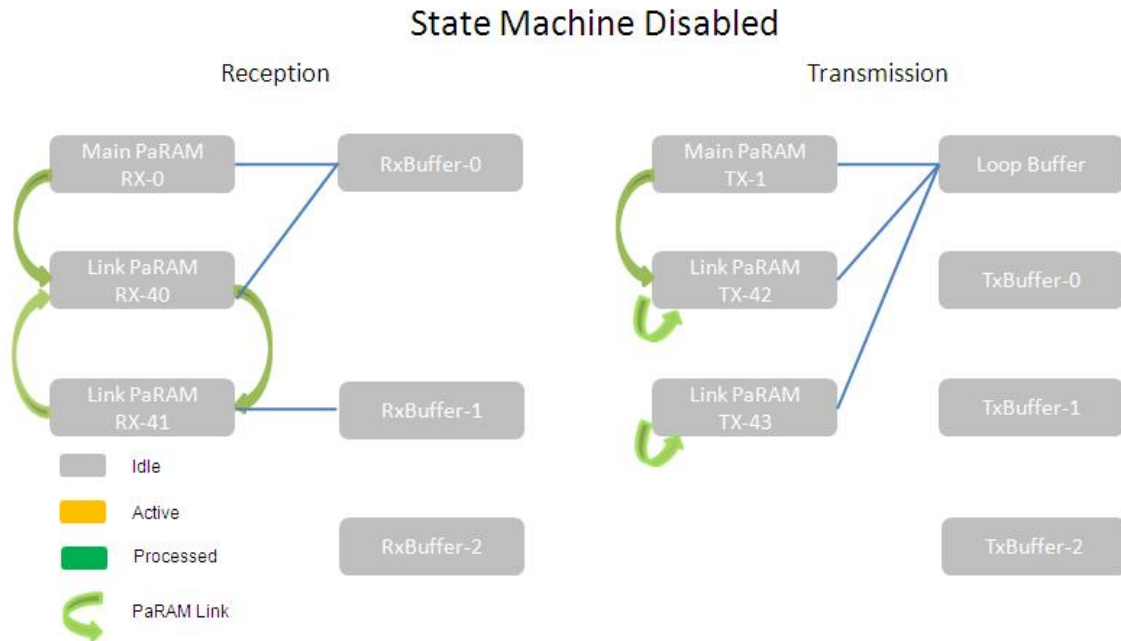 State Machine Disabled
Reception
Transmission
Main PaRAM
RX-0
RxBuffer-0
Main PaRAM
TX-1
Loop Buffer
Link PaRAM
RX-40
Link PaRAM
TX-42
TxBuffer-0
Link PaRAM
RX-41
RxBuffer-1
Link PaRAM
TX-43
TxBuffer-1
Idle
Active
RxBuffer-2
TxBuffer-2
Processed
PaRAM Link